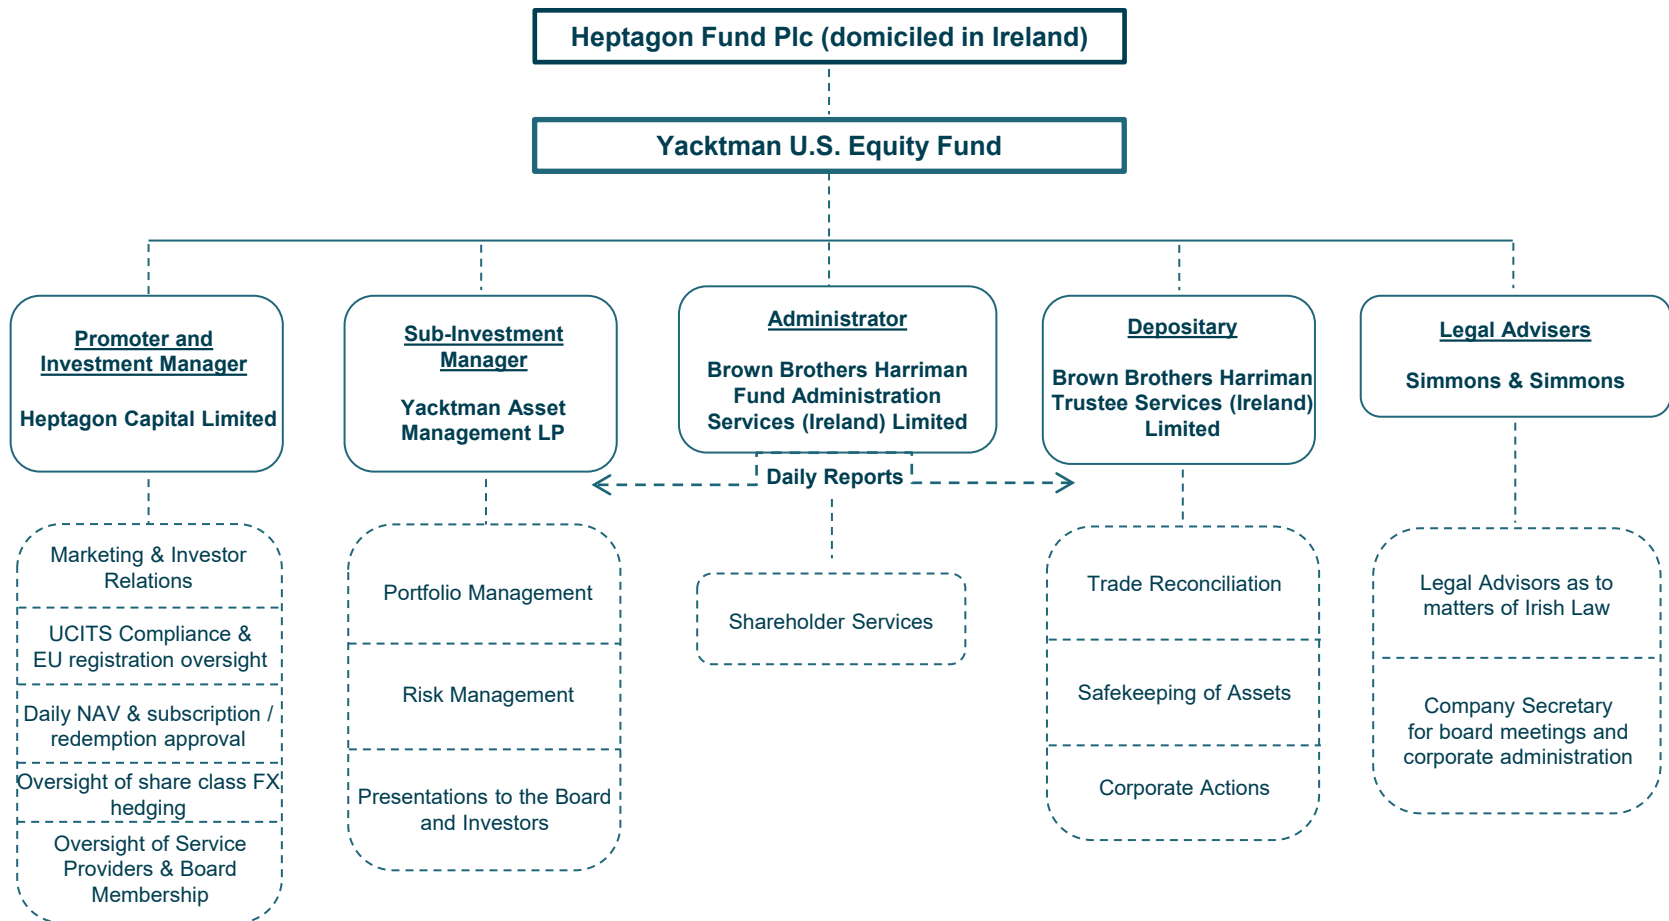 Heptagon Fund Plc (domiciled in Ireland)
Yacktman U.S. Equity Fund
Promoter and
Investment Manager
Heptagon Capital Limited
Sub-Investment
Manager
Yacktman Asset
Management LP
Administrator
Brown Brothers Harriman
Fund Administration
Services (Ireland) Limited
Depositary
Brown Brothers Harriman
Trustee Services (Ireland)
Limited
Legal Advisers
Simmons & Simmons
Daily Reports
Marketing & Investor
Relations
UCITS Compliance &
EU registration oversight
Daily NAV & subscription /
redemption approval
Oversight of share class FX
hedging
Oversight of Service
Providers & Board
Membership
Portfolio Management
Risk Management
Presentations to the Board
and Investors
Shareholder Services
Trade Reconciliation
Safekeeping of Assets
Corporate Actions
Legal Advisors as to
matters of Irish Law
Company Secretary
for board meetings and
corporate administration